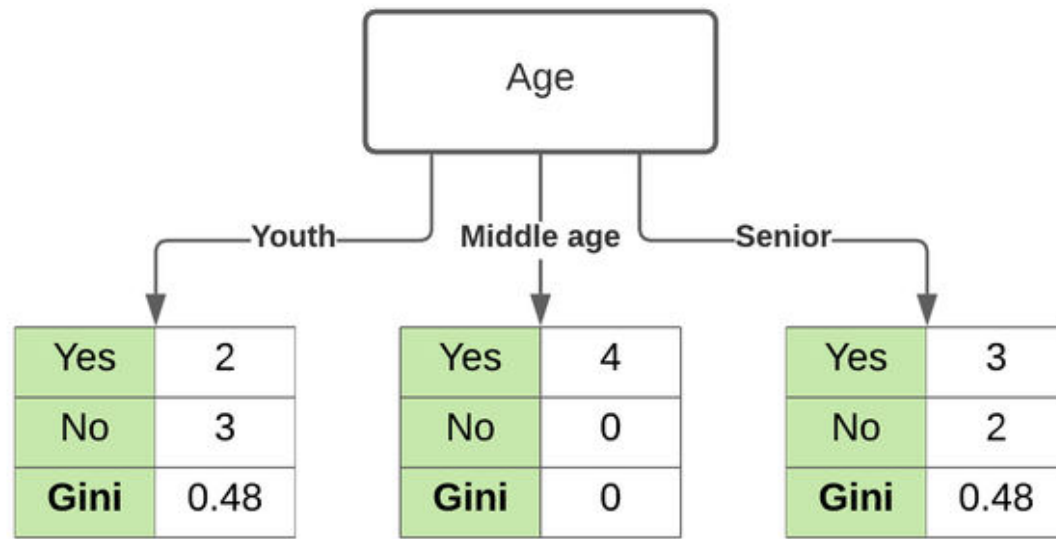 Age
Youth Middle age Senior
Yes 2 Yes 4 Yes 3
No 3 No 0 No 2
Gini 0.48 Gini 0 Gini 0.48